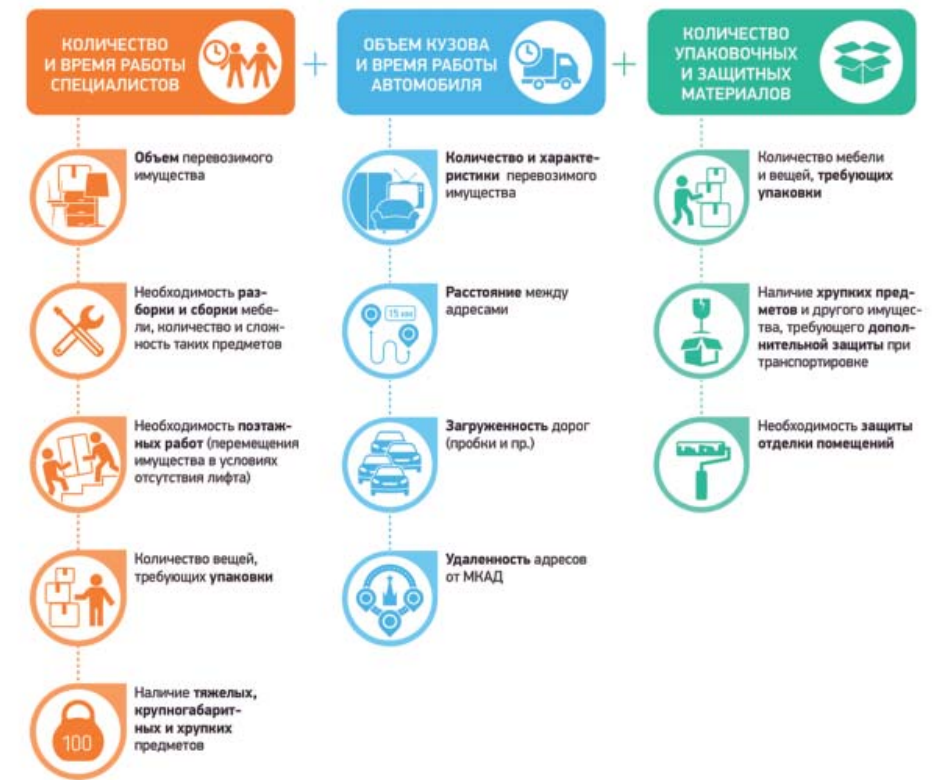 КОЛИЧЕСТВО
И ВРЕМЯ РАБОТЫ
СПЕЦИАЛИСТОВ
Объем перевозимого
имущества
Необходимость раз-
борки и сборки мебе-
ли, количество и слож-
ность таких предметов
Необходимость поэтаж-
ных работ (перемещения
имущества в условиях
отсутствия лифта)
Количество вещей,
требующих упаковки
100
Наличие тяжелых,
крупногабарит-
ных и хрупких
предметов
+
ОБЪЕМ КУЗОВА
И ВРЕМЯ РАБОТЫ
АВТОМОБИЛЯ
Количество и характе-
ристики перевозимого
имущества
15 км
Расстояние между
адресами
Загруженность дорог
(пробки и пр.)
Удаленность адресов
от МКАД
+
КОЛИЧЕСТВО
УПАКОВОЧНЫХ
И ЗАЩИТНЫХ
МАТЕРИАЛОВ
Количество мебели
и вещей, требующих
упаковки
Наличие хрупких пред-
метов и другого имущес-
тва, требующего допол-
нительной защиты при
транспортировке
Необходимость защиты
отделки помещений